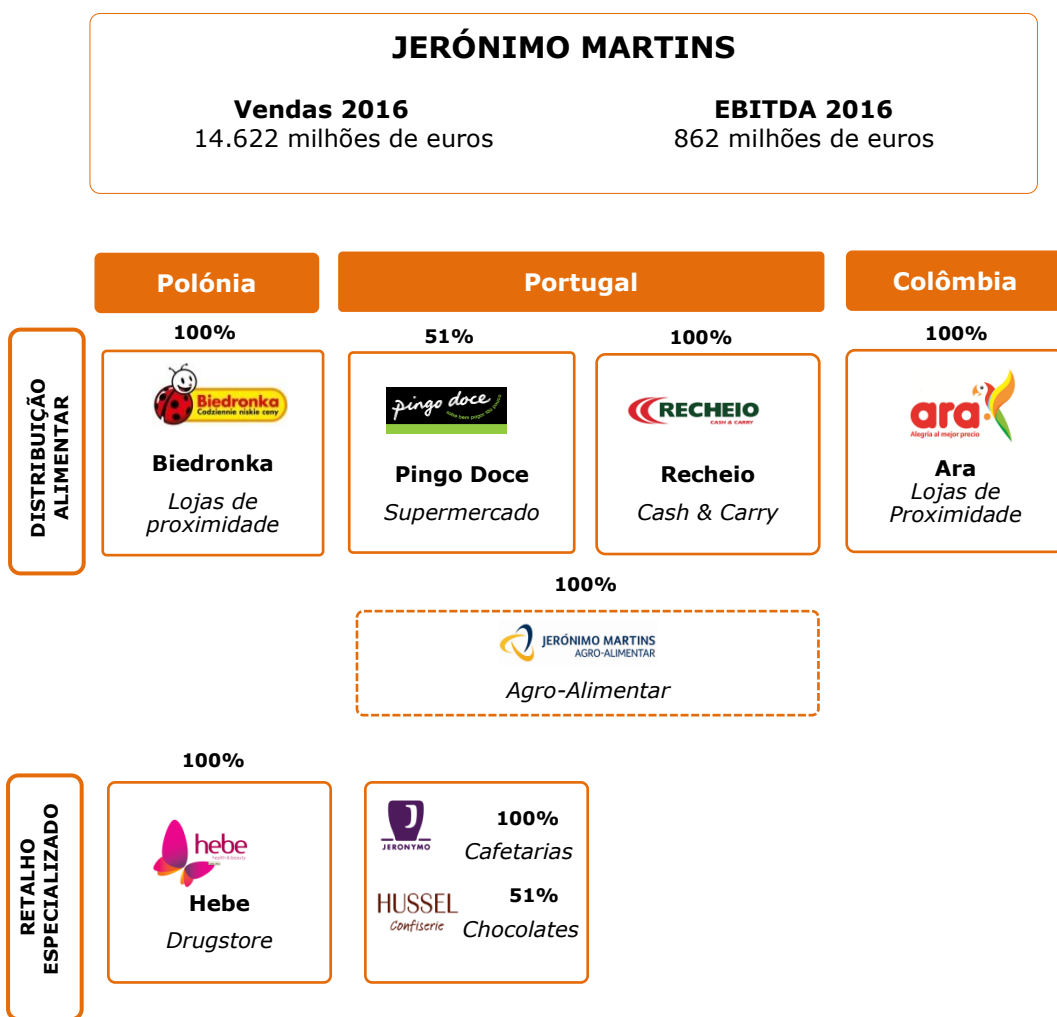 JERÓNIMO MARTINS
Vendas 2016
14.622 milhões de euros
EBITDA 2016
862 milhões de euros
Polónia
Portugal
Colômbia
DISTRIBUIÇÃO
ALIMENTAR
100%
Biedronka
Codziennie niskie ceny
Biedronka
Lojas de
proximidade
51%
pingo doce
Pingo Doce
Supermercado
100%
RECHEIO
CASH & CARRY
Recheio
Cash & Carry
100%
ara
Alegría al mejor precio
Ara
Lojas de
Proximidade
100%
JERÓNIMO MARTINS
AGRO-ALIMENTAR
Agro-Alimentar
RETALHO
ESPECIALIZADO
100%
hebe
health & beauty
Hebe
Drugstore
J
JERONYMO
100%
Cafetarias
HUSSEL
Confiserie
51%
Chocolates